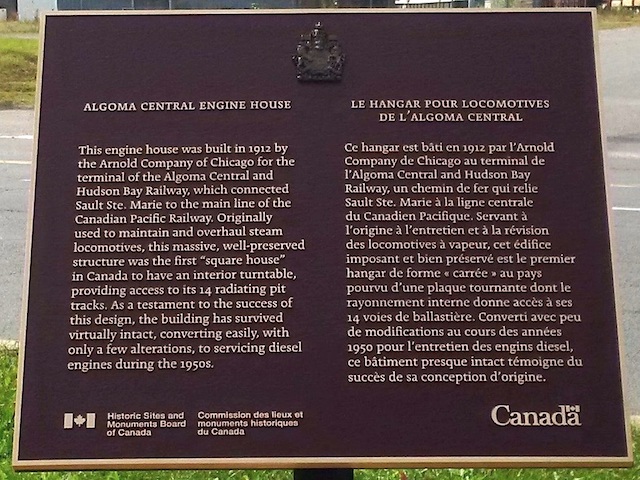 ALGOMA CENTRAL ENGINE HOUSE
This engine house was built in 1912 by
the Arnold Company of Chicago for the
terminal of the Algoma Central and
Hudson Bay Railway, which connected
Sault Ste. Marie to the main line of the
Canadian Pacific Railway. Originally
used to maintain and overhaul steam
locomotives, this massive, well-preserved
structure was the first "square house"
in Canada to have an interior turntable,
providing access to its 14 radiating pit
tracks. As a testament to the success of
this design, the building has survived
virtually intact, converting easily, with
only a few alterations, to servicing diesel
engines during the 1950s.
LE HANGAR POUR LOCOMOTIVES
DE L'ALGOMA CENTRAL
Ce hangar est bâti en 1912 par l'Arnold
Company de Chicago au terminal de
l'Algoma Central and Hudson Bay
Railway, un chemin de fer qui relie
Sault Ste. Marie à la ligne centrale
du Canadien Pacifique. Servant à
l'origine à l'entretien et à la révision
des locomotives à vapeur, cet édifice
imposant et bien préservé est le premier
hangar de forme « carrée » au pays
pourvu d'une plaque tournante dont le
rayonnement interne donne accès à ses
14 voies de ballastière. Converti avec peu
de modifications au cours des années
1950 pour l'entretien des engins diesel,
ce bâtiment presque intact témoigne du
succès de sa conception d'origine.
Historic Sites and
Monuments Board
of Canada
Commission des lieux et
monuments historiques
du Canada
Canada